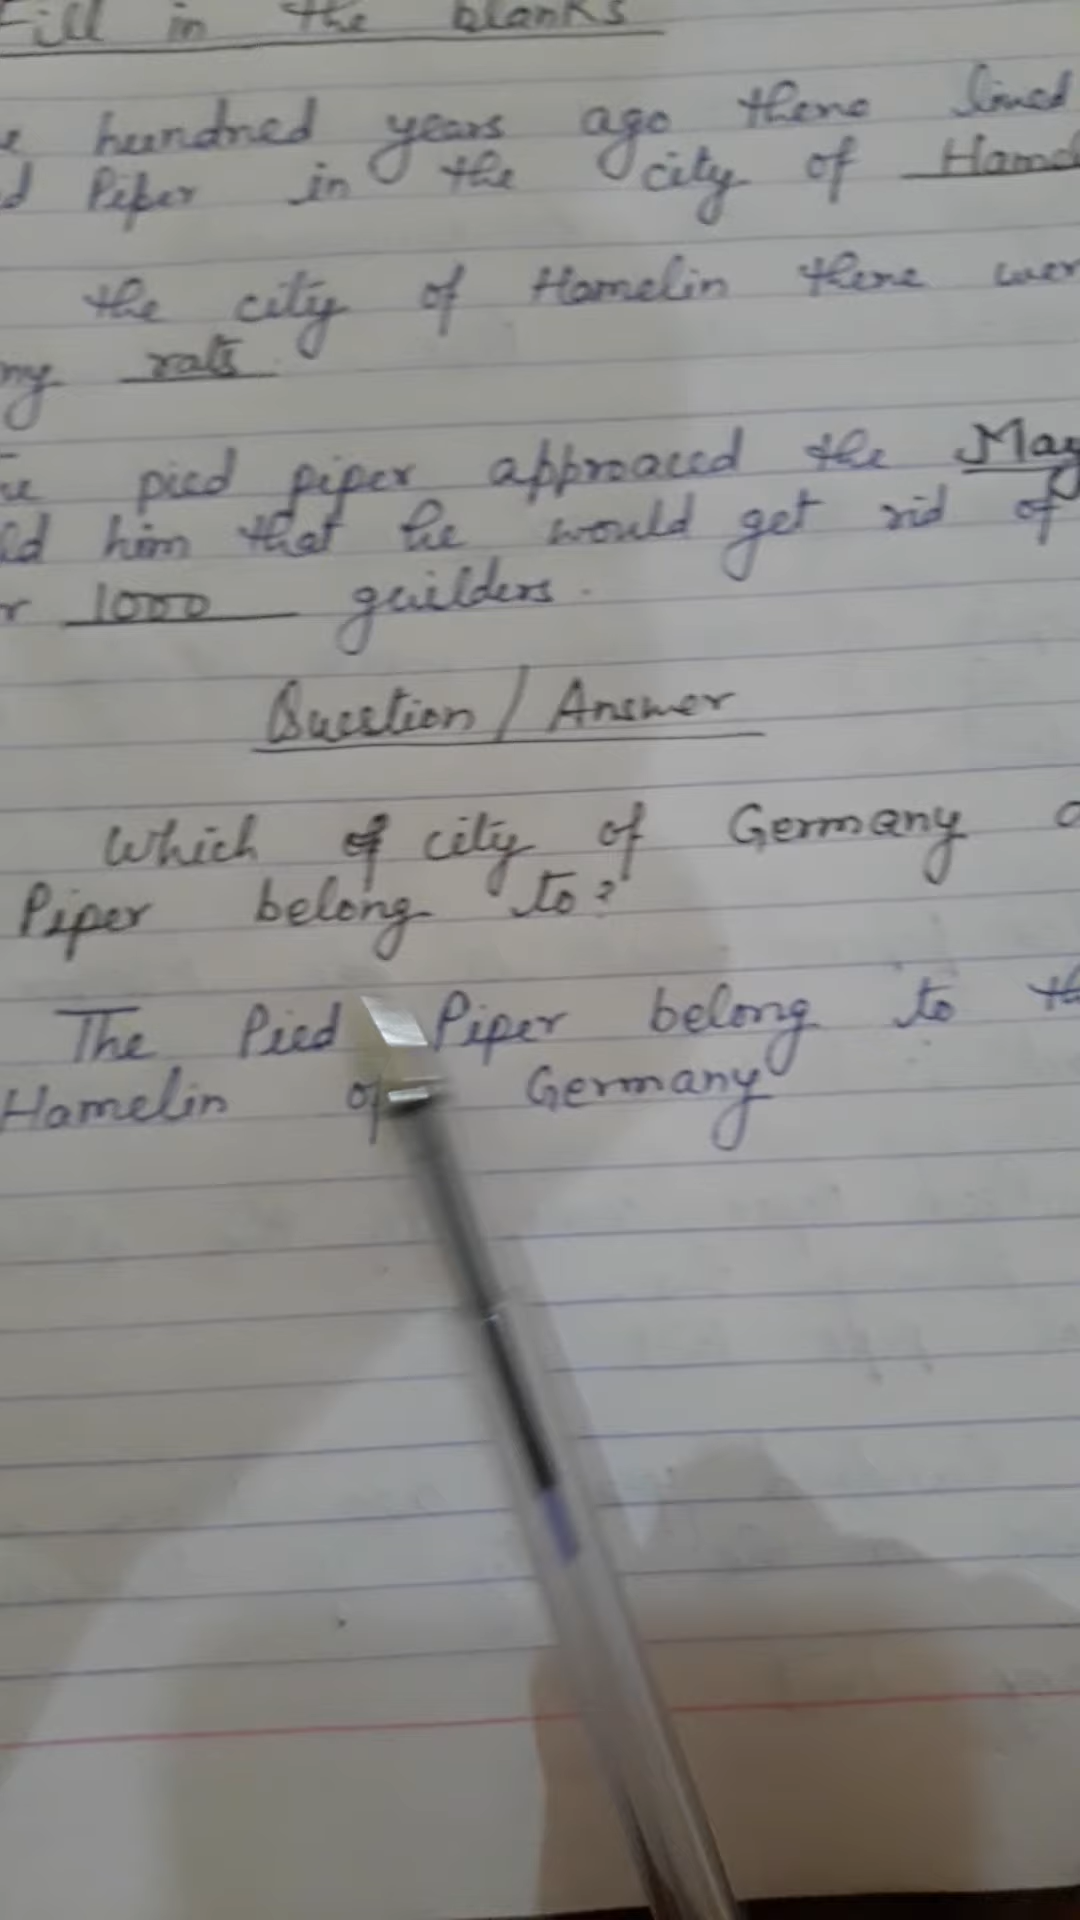 Fill in the blanks
hundred years ago there lived
Piper in the city of Hamel
the city of Hamelin there wer
my rats
pied piper approaced the May
him that he would get rid of
r 1000 guilders.
Question / Answer
Which of city of Germany
Piper belong to?
The Pied Piper belong to th
Hamelin of Germany